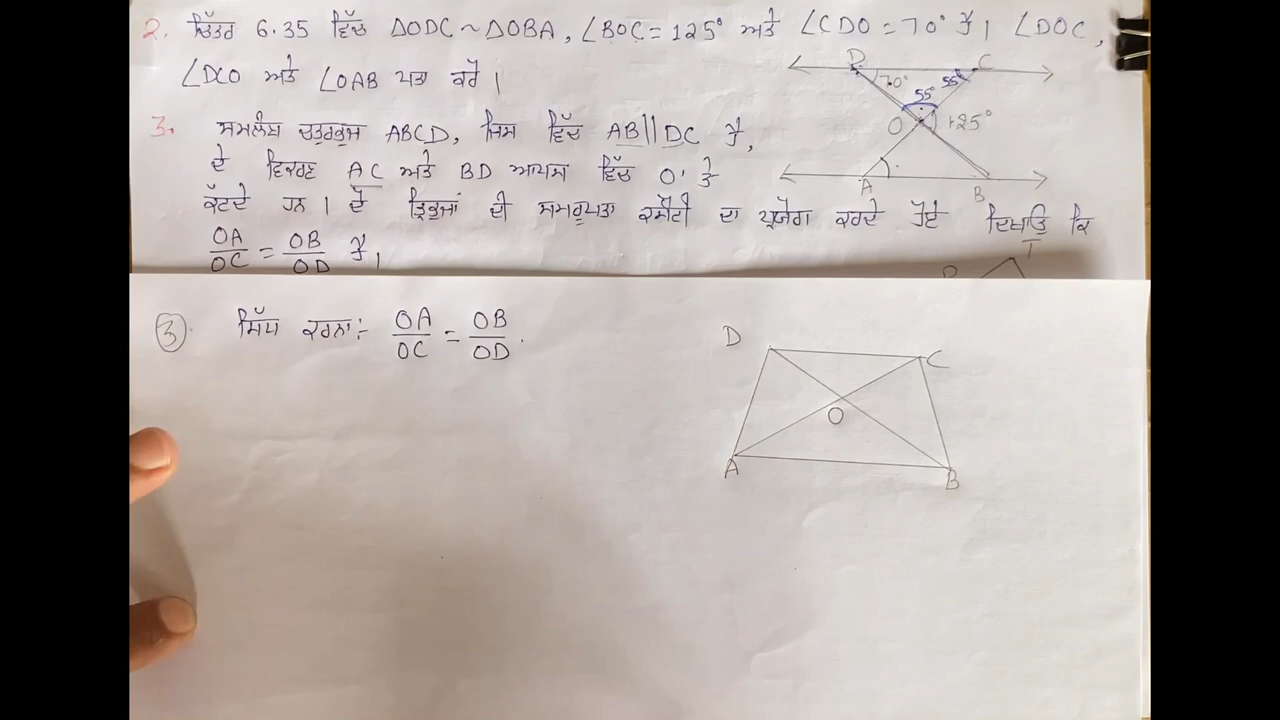 2. ਚਿੱਤਰ 6.35 ਵਿੱਚ ΔODC ~ ΔOBA, ∠BOC = 125° ਅਤੇ ∠CDO = 70° ਹੈ। ∠DOC,
∠DCO ਅਤੇ ∠OAB ਪਤਾ ਕਰੋ।
D
C
70°
55°
55°
O
125°
A
B
3. ਸਮਲੰਬ ਚਤੁਰਭੁਜ ABCD, ਜਿਸ ਵਿੱਚ AB||DC ਹੈ,
ਦੇ ਵਿਕਰਣ AC ਅਤੇ BD ਆਪਸ ਵਿੱਚ O' ਤੇ
ਕੱਟਦੇ ਹਨ। ਦੋ ਤ੍ਰਿਭੁਜਾਂ ਦੀ ਸਮਰੂਪਤਾ ਕਸੌਟੀ ਦਾ ਪ੍ਰਯੋਗ ਕਰਦੇ ਹੋਏ ਦਿਖਾਓ ਕਿ
OA/OC = OB/OD ਹੈ।
T
3. ਸਿੱਧ ਕਰਨਾ:- OA/OC = OB/OD.
D
C
O
A
B